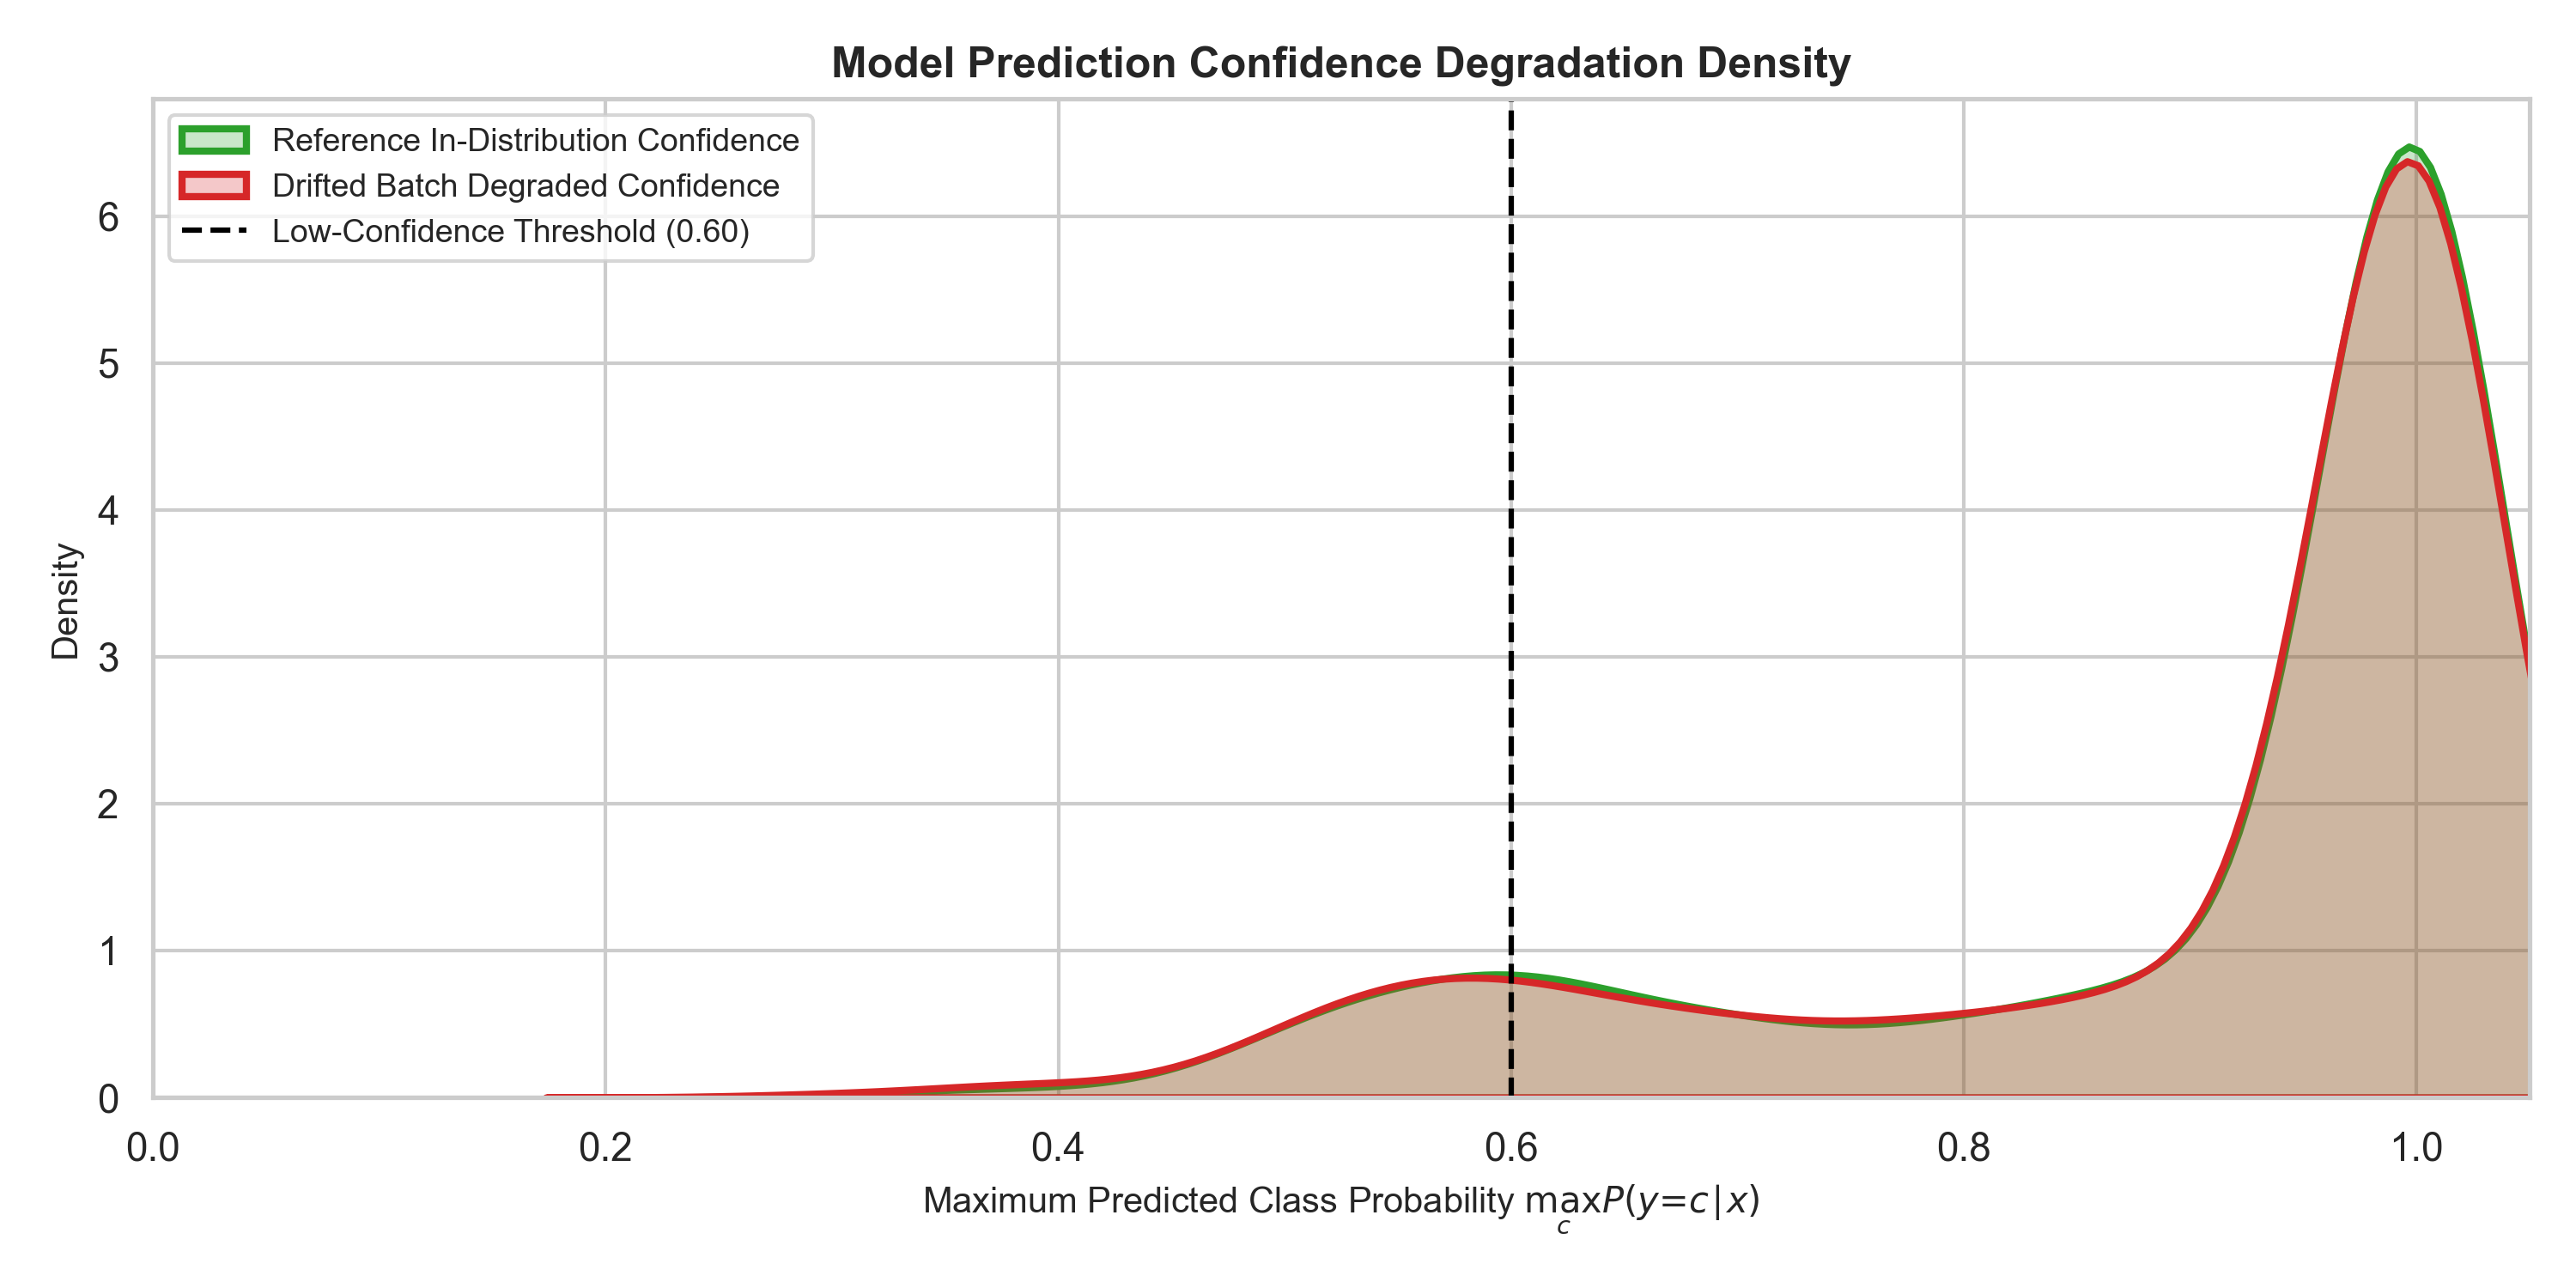 Model Prediction Confidence Degradation Density
Reference In-Distribution Confidence
Drifted Batch Degraded Confidence
Low-Confidence Threshold (0.60)
Density
6
5
4
3
2
1
0
0.0 0.2 0.4 0.6 0.8 1.0
Maximum Predicted Class Probability max P(y=c|x)
c